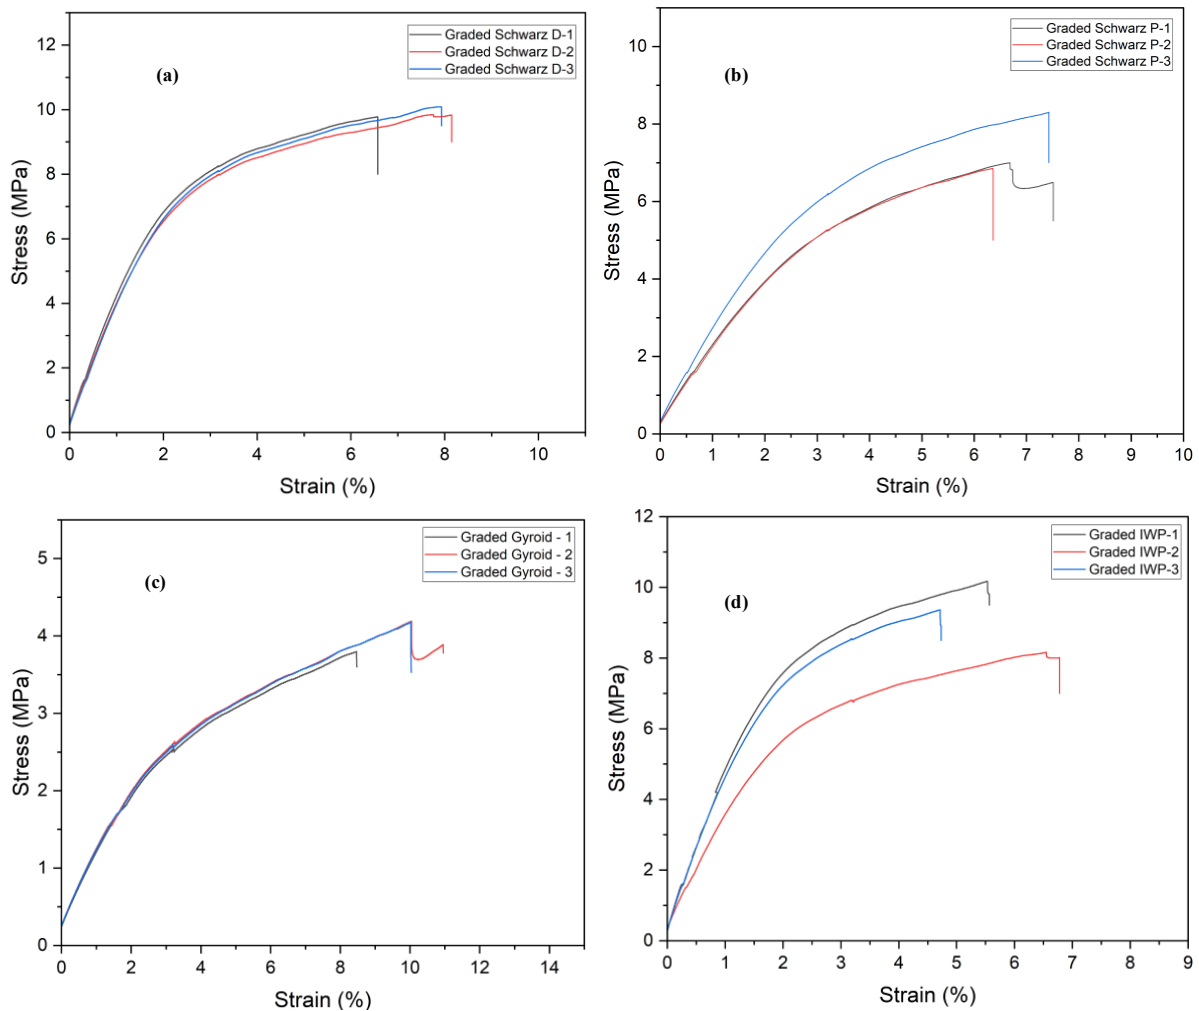 Graded Schwarz D-1
Graded Schwarz D-2
Graded Schwarz D-3
(a)
12
10
8
6
4
2
0
Stress (MPa)
0 2 4 6 8 10
Strain (%)
Graded Schwarz P-1
Graded Schwarz P-2
Graded Schwarz P-3
(b)
10
8
6
4
2
0
Stress (MPa)
0 1 2 3 4 5 6 7 8 9 10
Strain (%)
Graded Gyroid - 1
Graded Gyroid - 2
Graded Gyroid - 3
(c)
5
4
3
2
1
0
Stress (MPa)
0 2 4 6 8 10 12 14
Strain (%)
Graded IWP-1
Graded IWP-2
Graded IWP-3
(d)
12
10
8
6
4
2
0
Stress (MPa)
0 1 2 3 4 5 6 7 8 9
Strain (%)